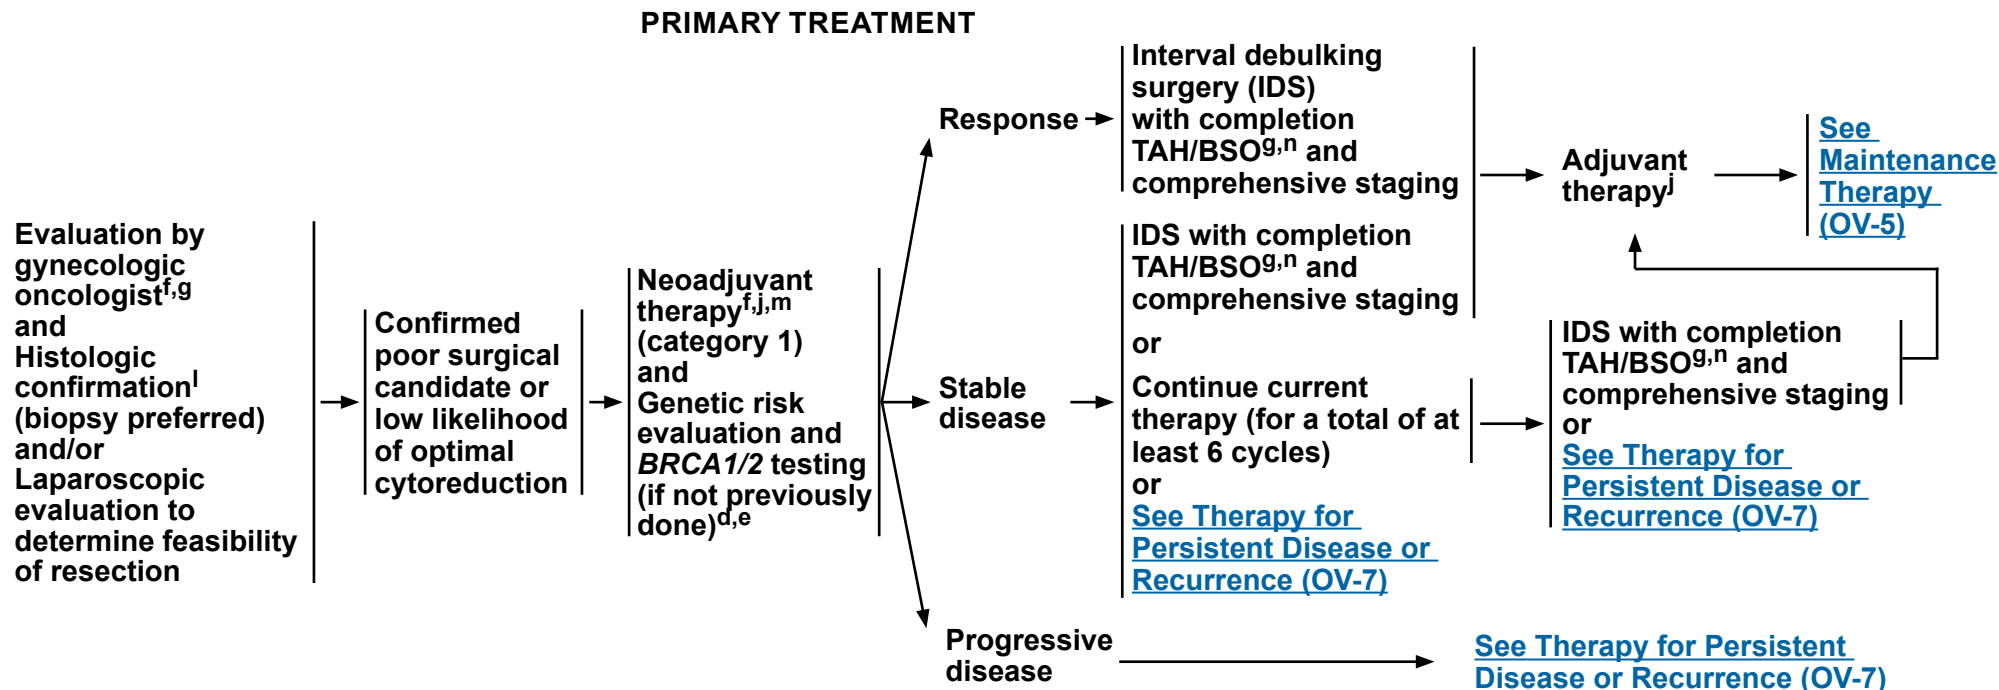 PRIMARY TREATMENT
Evaluation by
gynecologic
oncologistf,g
and
Histologic
confirmationl
(biopsy preferred)
and/or
Laparoscopic
evaluation to
determine feasibility
of resection
Confirmed
poor surgical
candidate or
low likelihood
of optimal
cytoreduction
Neoadjuvant
therapyf,j,m
(category 1)
and
Genetic risk
evaluation and
BRCA1/2 testing
(if not previously
done)d,e
Response
Interval debulking
surgery (IDS)
with completion
TAH/BSOg,n and
comprehensive staging
Stable
disease
IDS with completion
TAH/BSOg,n and
comprehensive staging
or
Continue current
therapy (for a total of at
least 6 cycles)
or
See Therapy for
Persistent Disease or
Recurrence (OV-7)
IDS with completion
TAH/BSOg,n and
comprehensive staging
or
See Therapy for
Persistent Disease or
Recurrence (OV-7)
Adjuvant
therapyj
See
Maintenance
Therapy
(OV-5)
Progressive
disease
See Therapy for Persistent
Disease or Recurrence (OV-7)